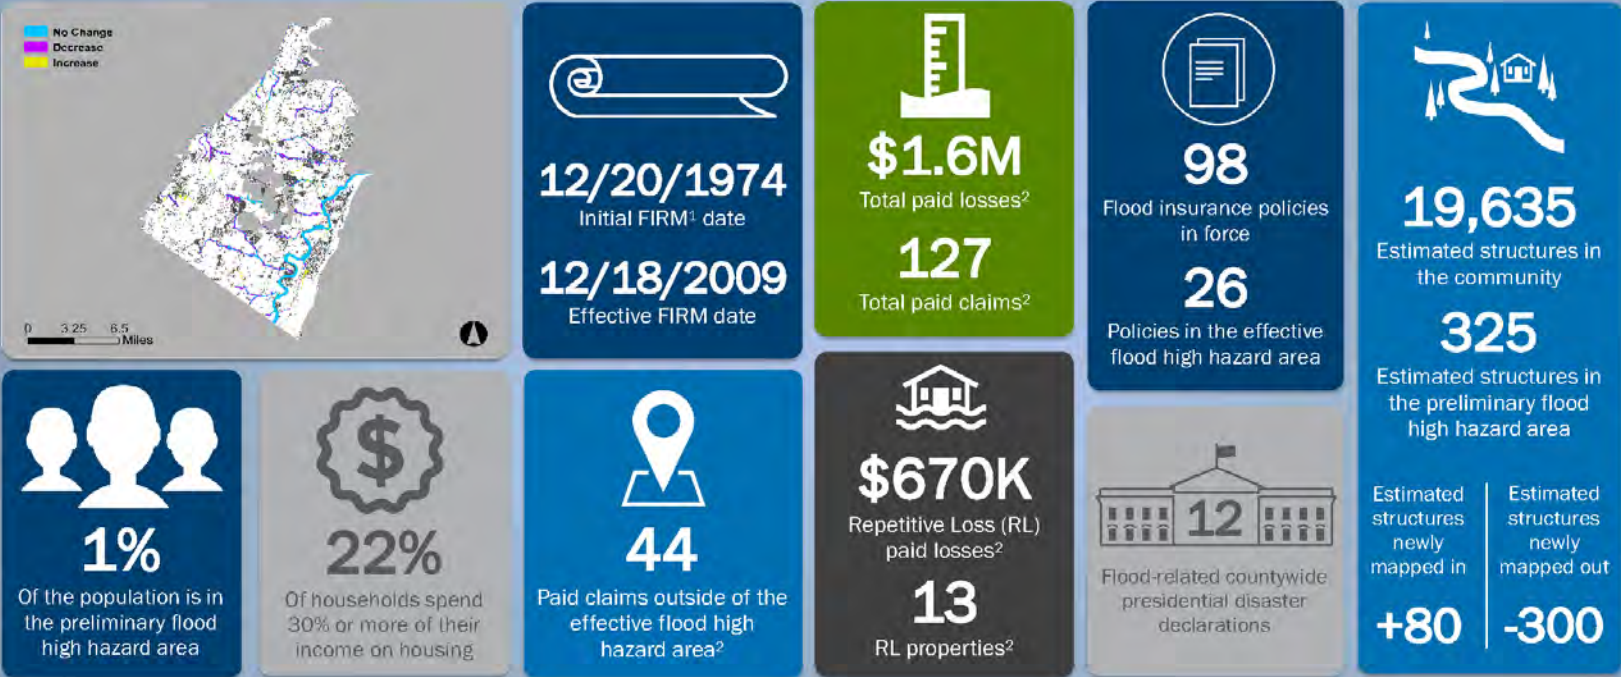 No Change
Decrease
Increase
0 3.25 6.5
Miles
12/20/1974
Initial FIRM¹ date
12/18/2009
Effective FIRM date
$1.6M
Total paid losses²
127
Total paid claims²
98
Flood insurance policies
in force
26
Policies in the effective
flood high hazard area
19,635
Estimated structures in
the community
325
Estimated structures in
the preliminary flood
high hazard area
Estimated
structures
newly
mapped in
+80
Estimated
structures
newly
mapped out
-300
1%
Of the population is in
the preliminary flood
high hazard area
$
22%
Of households spend
30% or more of their
income on housing
44
Paid claims outside of the
effective flood high
hazard area²
$670K
Repetitive Loss (RL)
paid losses²
13
RL properties²
12
Flood-related countywide
presidential disaster
declarations